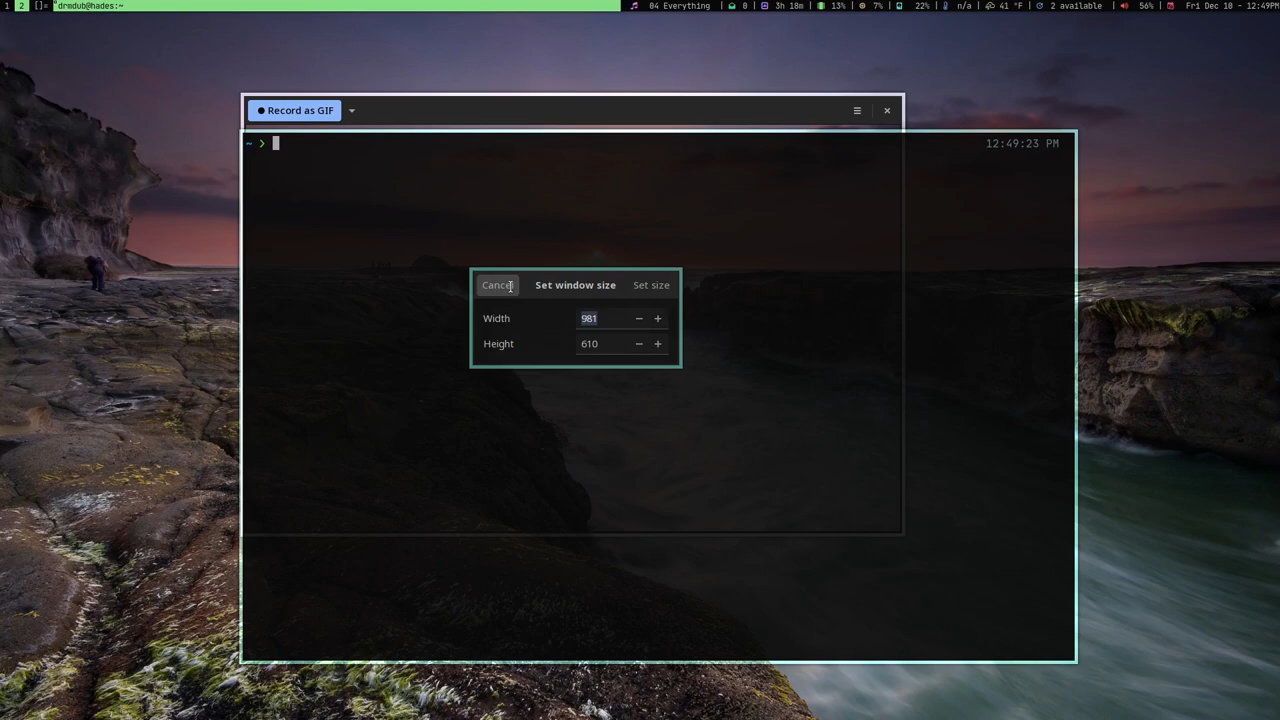 1 2 []= drmdub@hades:~ 04 Everything 0 3h 18m 13% 7% 22% n/a 41 °F 2 available 56% Fri Dec 10 - 12:49PM
Record as GIF
~ ❯ 12:49:23 PM
Cancel Set window size Set size
Width 981 − +
Height 610 − +